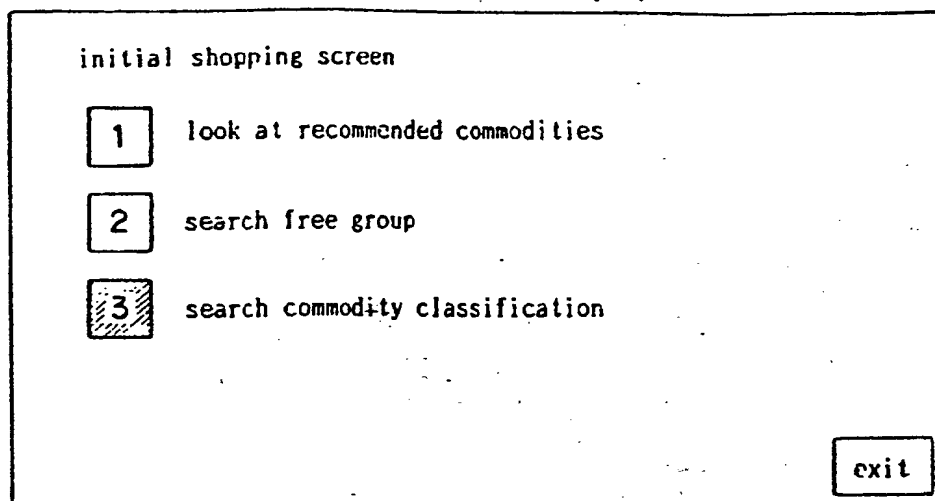 initial shopping screen
1 look at recommended commodities
2 search free group
3 search commodity classification
exit